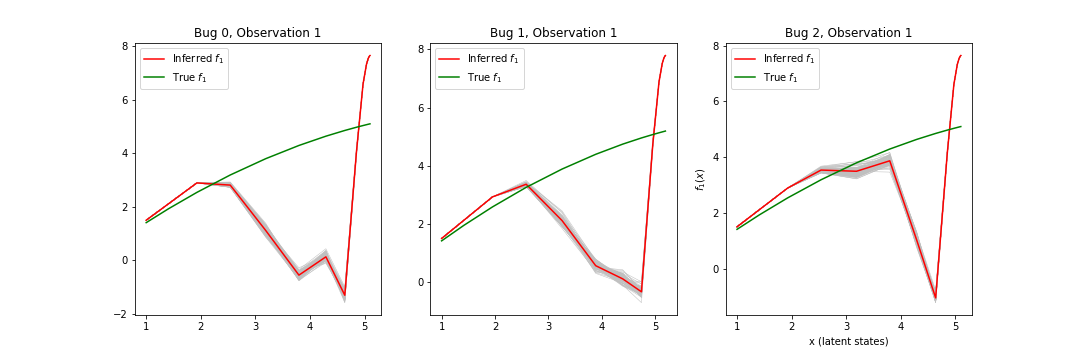 Bug 0, Observation 1
8
6
4
2
0
−2
1
2
3
4
5
Inferred f₁
True f₁
Bug 1, Observation 1
8
6
4
2
0
1
2
3
4
5
Inferred f₁
True f₁
Bug 2, Observation 1
f₁(x)
8
6
4
2
0
1
2
3
4
5
x (latent states)
Inferred f₁
True f₁